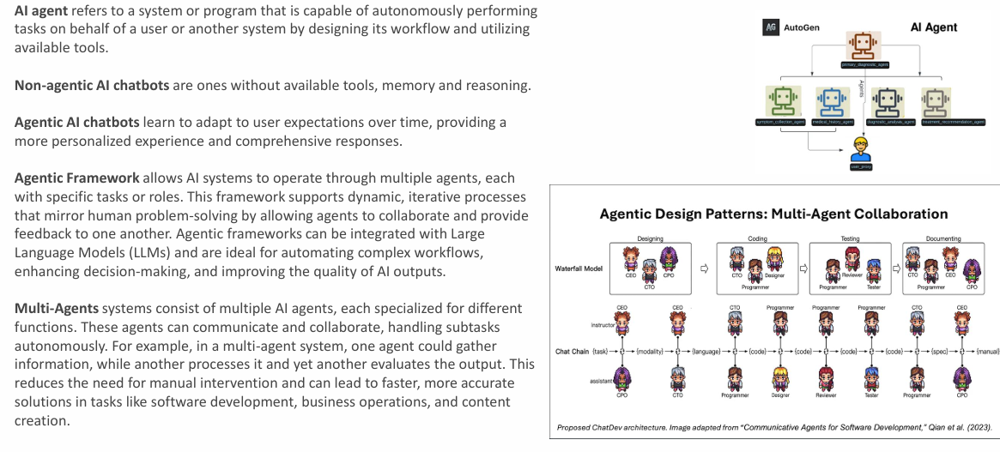 AI agent refers to a system or program that is capable of autonomously performing
tasks on behalf of a user or another system by designing its workflow and utilizing
available tools.
Non-agentic AI chatbots are ones without available tools, memory and reasoning.
Agentic AI chatbots learn to adapt to user expectations over time, providing a
more personalized experience and comprehensive responses.
Agentic Framework allows AI systems to operate through multiple agents, each
with specific tasks or roles. This framework supports dynamic, iterative processes
that mirror human problem-solving by allowing agents to collaborate and provide
feedback to one another. Agentic frameworks can be integrated with Large
Language Models (LLMs) and are ideal for automating complex workflows,
enhancing decision-making, and improving the quality of AI outputs.
Multi-Agents systems consist of multiple AI agents, each specialized for different
functions. These agents can communicate and collaborate, handling subtasks
autonomously. For example, in a multi-agent system, one agent could gather
information, while another processes it and yet another evaluates the output. This
reduces the need for manual intervention and can lead to faster, more accurate
solutions in tasks like software development, business operations, and content
creation.
AG AutoGen AI Agent
primary_diagnostic_agent
Agents
symptom_collection_agent medical_history_agent diagnostic_analysis_agent treatment_recommendation_agent
user_proxy
Agentic Design Patterns: Multi-Agent Collaboration
Designing Coding Testing Documenting
Waterfall Model
CEO CTO CPO
CTO Programmer Designer
Programmer Reviewer Tester
CTO Programmer CEO CPO
CEO CEO CTO Programmer Programmer Programmer CTO CEO
instructor
Chat Chain {task} {modality} {language} {code} {code} {code} {code} {spec} {manual}
assistant
CPO CTO Programmer Designer Reviewer Tester Programmer CPO
Proposed ChatDev architecture. Image adapted from “Communicative Agents for Software Development,” Qian et al. (2023).